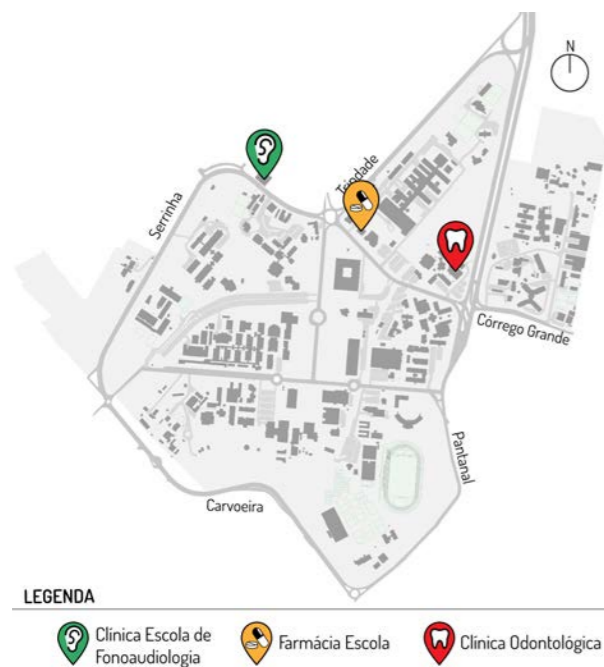 N
Trindade
Serrinha
Córrego Grande
Pantanal
Carvoeira
LEGENDA
Clínica Escola de
Fonoaudiologia
Farmácia Escola
Clínica Odontológica